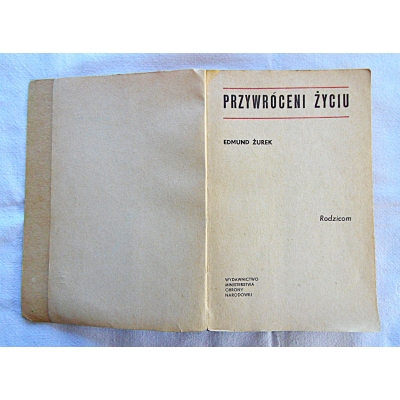 PRZYWRÓCENI ŻYCIU
EDMUND ŻUREK
Rodzicom
WYDAWNICTWO
MINISTERSTWA
OBRONY
NARODOWEJ